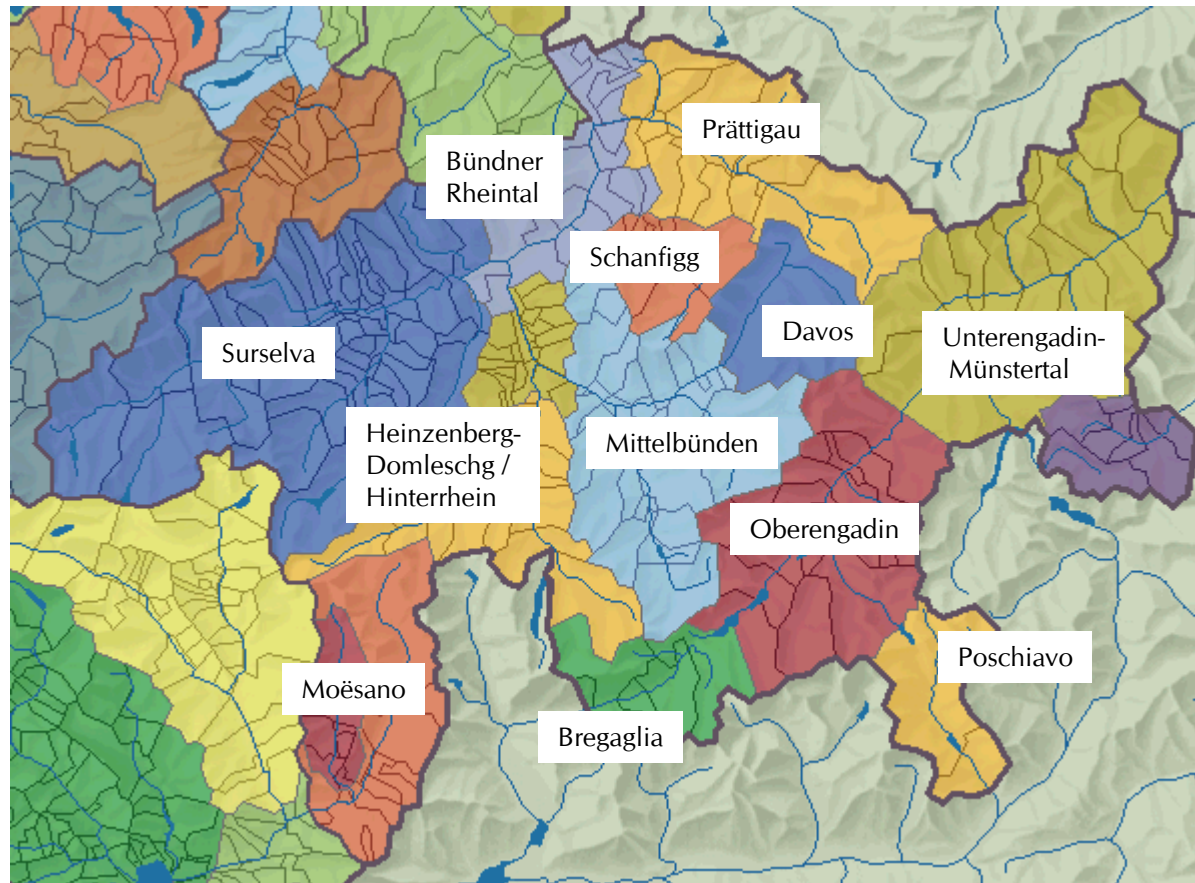 Prättigau
Bündner
Rheintal
Schanfigg
Davos
Surselva
Unterengadin-
Münstertal
Heinzenberg-
Domleschg /
Hinterrhein
Mittelbünden
Oberengadin
Poschiavo
Moësano
Bregaglia